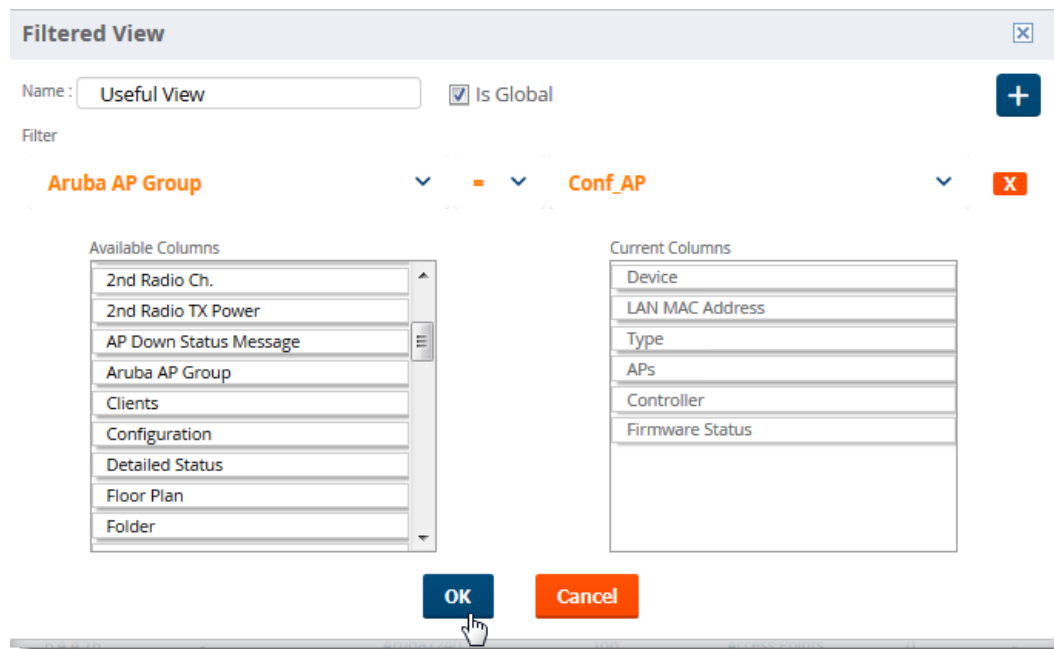 Filtered View
Name : Useful View Is Global
+
Filter
Aruba AP Group = Conf_AP X
Available Columns Current Columns
2nd Radio Ch. Device
2nd Radio TX Power LAN MAC Address
AP Down Status Message Type
Aruba AP Group APs
Clients Controller
Configuration Firmware Status
Detailed Status
Floor Plan
Folder
OK Cancel
Access Points